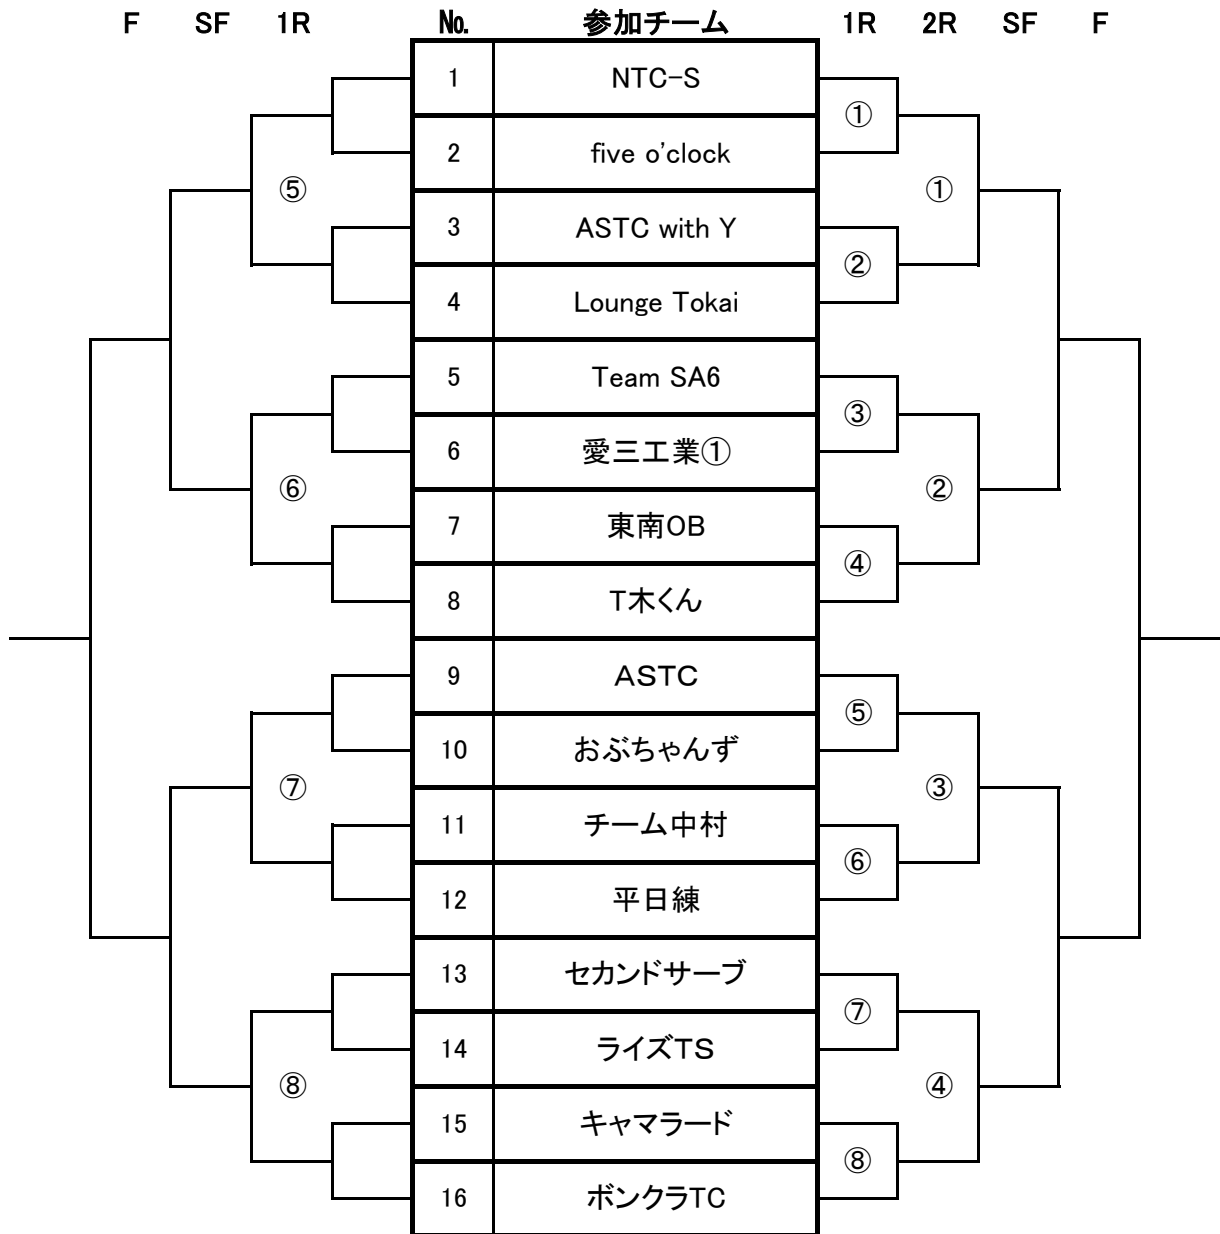 F SF 1R No. 参加チーム 1R 2R SF F
1 NTC-S
①
2 five o'clock
⑤ ①
3 ASTC with Y
②
4 Lounge Tokai
5 Team SA6
③
6 愛三工業①
⑥ ②
7 東南OB
④
8 T木くん
9 ASTC
⑤
10 おぶちゃんず
⑦ ③
11 チーム中村
⑥
12 平日練
13 セカンドサーブ
⑦
14 ライズTS
⑧ ④
15 キャマラード
⑧
16 ボンクラTC